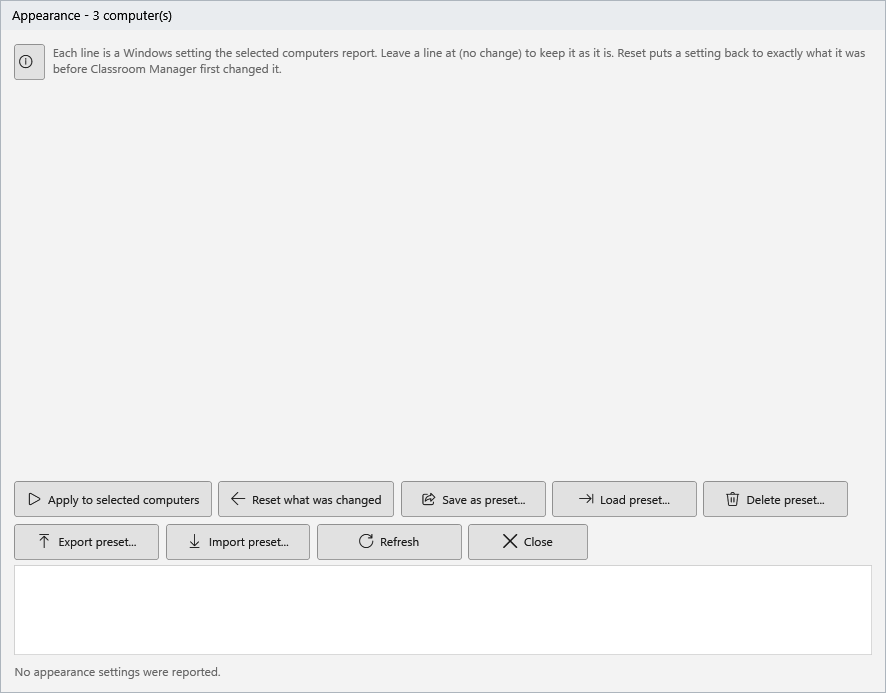 Appearance - 3 computer(s)
Each line is a Windows setting the selected computers report. Leave a line at (no change) to keep it as it is. Reset puts a setting back to exactly what it was
before Classroom Manager first changed it.
Apply to selected computers
Reset what was changed
Save as preset...
Load preset...
Delete preset...
Export preset...
Import preset...
Refresh
Close
No appearance settings were reported.